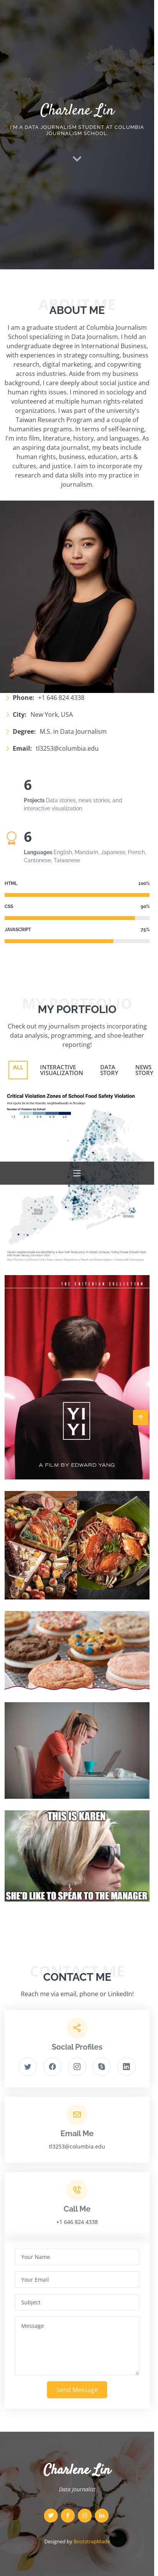 Charlene Lin
I'M A DATA JOURNALISM STUDENT AT COLUMBIA
JOURNALISM SCHOOL.
ABOUT ME
ABOUT ME
I am a graduate student at Columbia Journalism
School specializing in Data Journalism. I hold an
undergraduate degree in International Business,
with experiences in strategy consulting, business
research, digital marketing, and copywriting
across industries. Aside from my business
background, I care deeply about social justice and
human rights issues. I minored in sociology and
volunteered at multiple human rights-related
organizations. I was part of the University's
Taiwan Research Program and a couple of
humanities programs. In terms of self-learning,
I'm into film, literature, history, and languages. As
an aspiring data journalist, my beats include
human rights, business, education, arts &
cultures, and justice. I aim to incorporate my
research and data skills into my practice in
journalism.
Phone: +1 646 824 4338
City: New York, USA
Degree: M.S. in Data Journalism
Email: tl3253@columbia.edu
6
Projects Data stories, news stories, and
interactive visualization
6
Languages English, Mandarin, Japanese, French,
Cantonese, Taiwanese
HTML 100%
CSS 90%
JAVASCRIPT 75%
MY PORTFOLIO
MY PORTFOLIO
Check out my journalism projects incorporating
data analysis, programming, and shoe-leather
reporting!
ALL
INTERACTIVE
VISUALIZATION
DATA
STORY
NEWS
STORY
Critical Violation Zones of School Food Safety Violation
Number of Violation by School
THE CRITERION COLLECTION
YI
YI
A FILM BY EDWARD YANG
THIS IS KAREN
SHE'D LIKE TO SPEAK TO THE MANAGER
CONTACT ME
CONTACT ME
Reach me via email, phone or LinkedIn!
Social Profiles
Email Me
tl3253@columbia.edu
Call Me
+1 646 824 4338
Your Name
Your Email
Subject
Message
Send Message
Charlene Lin
Data Journalist
Designed by BootstrapMade